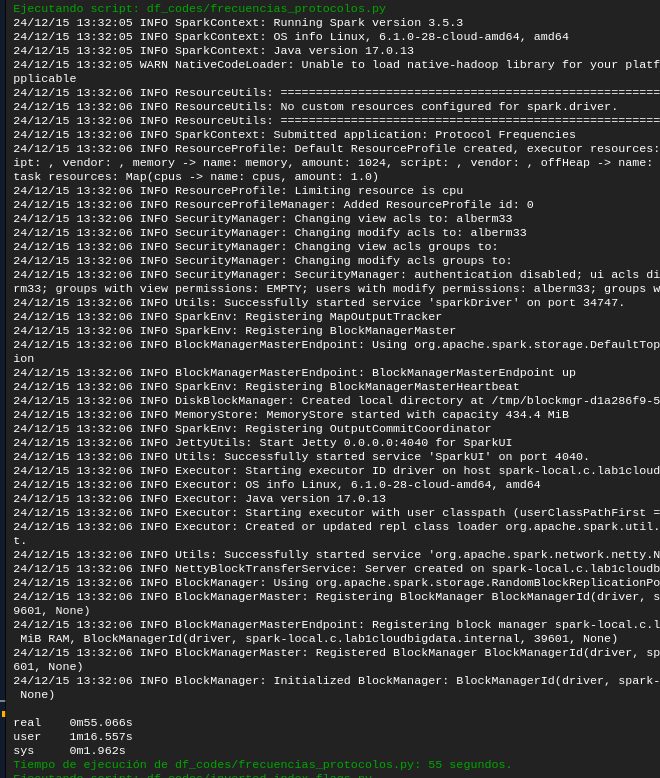 Ejecutando script: df_codes/frecuencias_protocolos.py
24/12/15 13:32:05 INFO SparkContext: Running Spark version 3.5.3
24/12/15 13:32:05 INFO SparkContext: OS info Linux, 6.1.0-28-cloud-amd64, amd64
24/12/15 13:32:05 INFO SparkContext: Java version 17.0.13
24/12/15 13:32:05 WARN NativeCodeLoader: Unable to load native-hadoop library for your platf
pplicable
24/12/15 13:32:06 INFO ResourceUtils: ======================================================
24/12/15 13:32:06 INFO ResourceUtils: No custom resources configured for spark.driver.
24/12/15 13:32:06 INFO ResourceUtils: ======================================================
24/12/15 13:32:06 INFO SparkContext: Submitted application: Protocol Frequencies
24/12/15 13:32:06 INFO ResourceProfile: Default ResourceProfile created, executor resources:
ipt: , vendor: , memory -> name: memory, amount: 1024, script: , vendor: , offHeap -> name:
task resources: Map(cpus -> name: cpus, amount: 1.0)
24/12/15 13:32:06 INFO ResourceProfile: Limiting resource is cpu
24/12/15 13:32:06 INFO ResourceProfileManager: Added ResourceProfile id: 0
24/12/15 13:32:06 INFO SecurityManager: Changing view acls to: alberm33
24/12/15 13:32:06 INFO SecurityManager: Changing modify acls to: alberm33
24/12/15 13:32:06 INFO SecurityManager: Changing view acls groups to:
24/12/15 13:32:06 INFO SecurityManager: Changing modify acls groups to:
24/12/15 13:32:06 INFO SecurityManager: SecurityManager: authentication disabled; ui acls di
rm33; groups with view permissions: EMPTY; users with modify permissions: alberm33; groups w
24/12/15 13:32:06 INFO Utils: Successfully started service 'sparkDriver' on port 34747.
24/12/15 13:32:06 INFO SparkEnv: Registering MapOutputTracker
24/12/15 13:32:06 INFO SparkEnv: Registering BlockManagerMaster
24/12/15 13:32:06 INFO BlockManagerMasterEndpoint: Using org.apache.spark.storage.DefaultTop
ion
24/12/15 13:32:06 INFO BlockManagerMasterEndpoint: BlockManagerMasterEndpoint up
24/12/15 13:32:06 INFO SparkEnv: Registering BlockManagerMasterHeartbeat
24/12/15 13:32:06 INFO DiskBlockManager: Created local directory at /tmp/blockmgr-d1a286f9-5
24/12/15 13:32:06 INFO MemoryStore: MemoryStore started with capacity 434.4 MiB
24/12/15 13:32:06 INFO SparkEnv: Registering OutputCommitCoordinator
24/12/15 13:32:06 INFO JettyUtils: Start Jetty 0.0.0.0:4040 for SparkUI
24/12/15 13:32:06 INFO Utils: Successfully started service 'SparkUI' on port 4040.
24/12/15 13:32:06 INFO Executor: Starting executor ID driver on host spark-local.c.lab1cloud
24/12/15 13:32:06 INFO Executor: OS info Linux, 6.1.0-28-cloud-amd64, amd64
24/12/15 13:32:06 INFO Executor: Java version 17.0.13
24/12/15 13:32:06 INFO Executor: Starting executor with user classpath (userClassPathFirst =
24/12/15 13:32:06 INFO Executor: Created or updated repl class loader org.apache.spark.util.
t.
24/12/15 13:32:06 INFO Utils: Successfully started service 'org.apache.spark.network.netty.N
24/12/15 13:32:06 INFO NettyBlockTransferService: Server created on spark-local.c.lab1cloudb
24/12/15 13:32:06 INFO BlockManager: Using org.apache.spark.storage.RandomBlockReplicationPo
24/12/15 13:32:06 INFO BlockManagerMaster: Registering BlockManager BlockManagerId(driver, s
9601, None)
24/12/15 13:32:06 INFO BlockManagerMasterEndpoint: Registering block manager spark-local.c.l
MiB RAM, BlockManagerId(driver, spark-local.c.lab1cloudbigdata.internal, 39601, None)
24/12/15 13:32:06 INFO BlockManagerMaster: Registered BlockManager BlockManagerId(driver, sp
601, None)
24/12/15 13:32:06 INFO BlockManager: Initialized BlockManager: BlockManagerId(driver, spark-
None)
real 0m55.066s
user 1m16.557s
sys 0m1.962s
Tiempo de ejecución de df_codes/frecuencias_protocolos.py: 55 segundos.
Ejecutando script: df_codes/inverted_index_flags.py